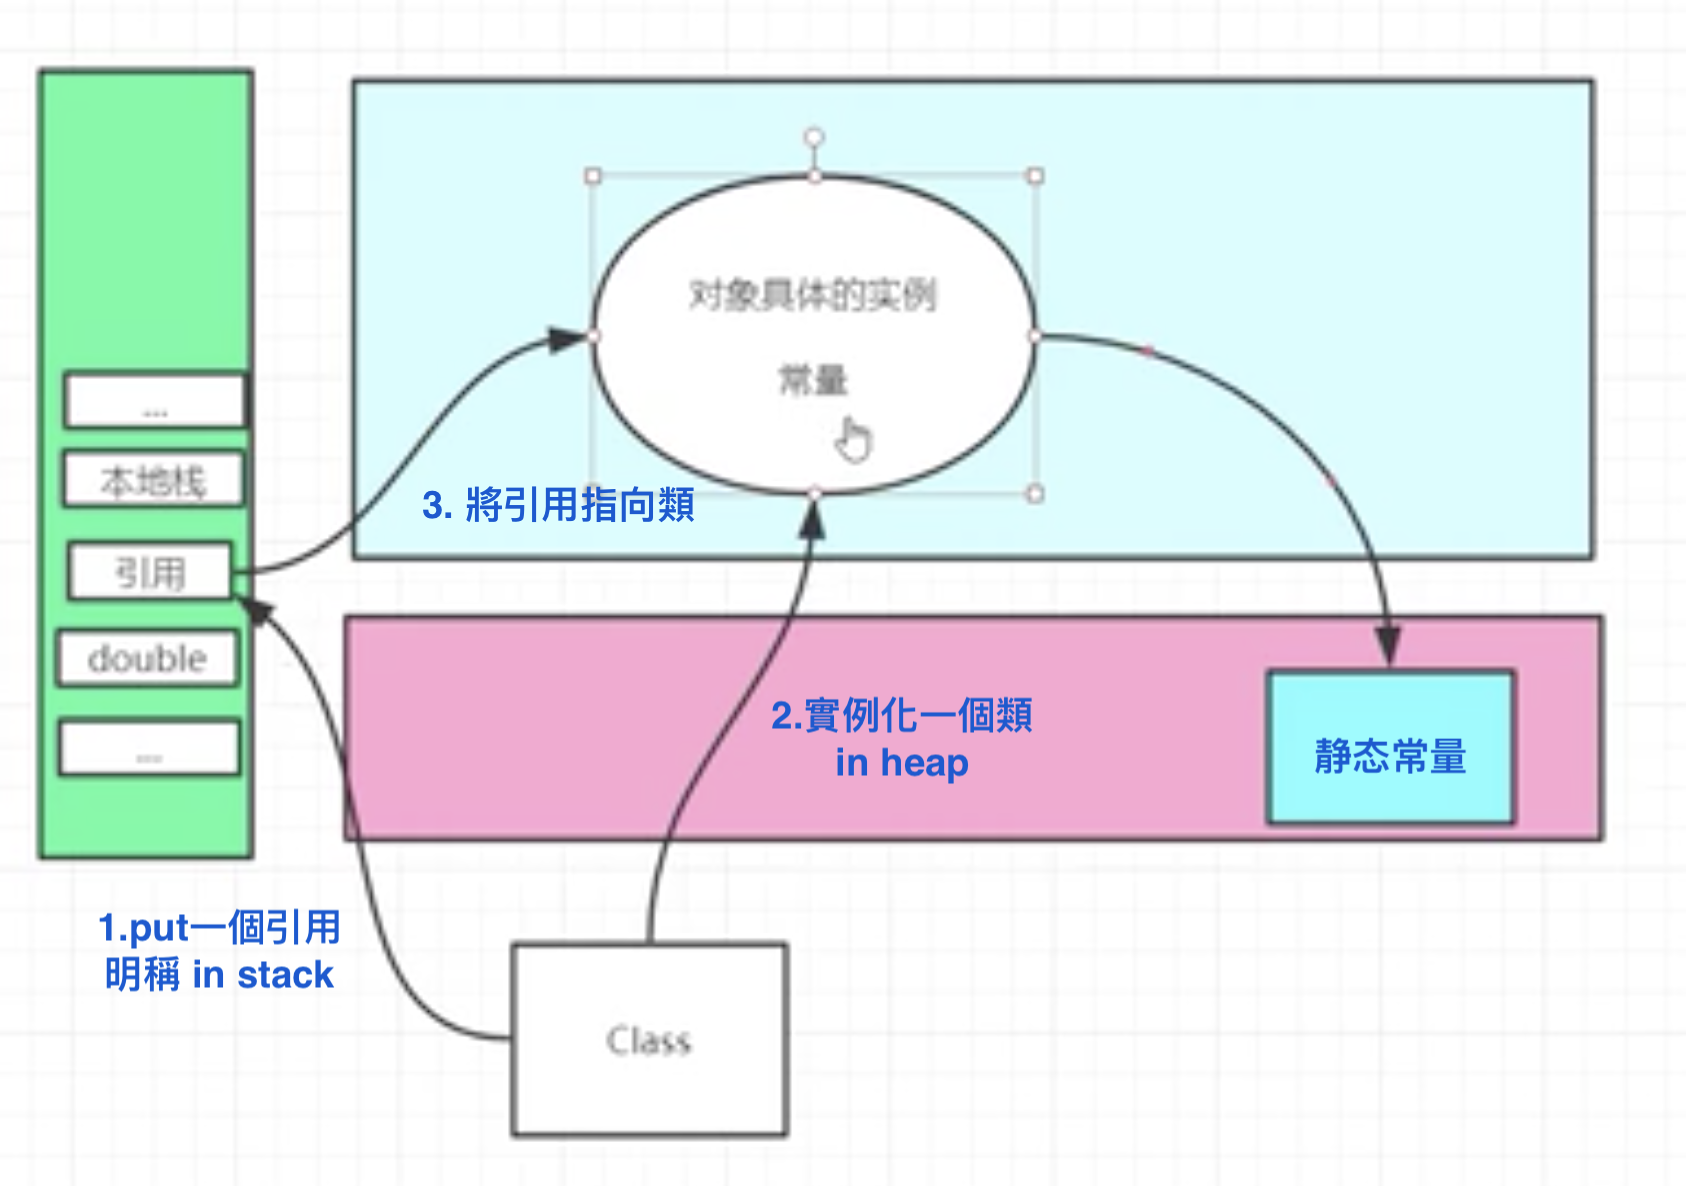 ...
本地栈
引用
double
...
对象具体的实例
常量
3. 將引用指向類
2.實例化一個類
in heap
静态常量
1.put一個引用
明稱 in stack
Class